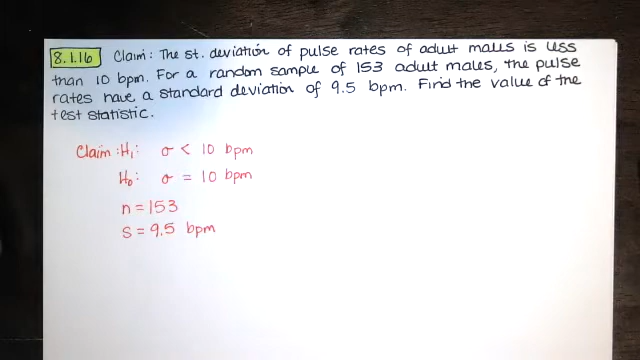 8.1.16 Claim: The st. deviation of pulse rates of adult males is less
than 10 bpm. For a random sample of 153 adult males, the pulse
rates have a standard deviation of 9.5 bpm. Find the value of the
test statistic.
Claim: H₁: σ < 10 bpm
H₀: σ = 10 bpm
n = 153
s = 9.5 bpm